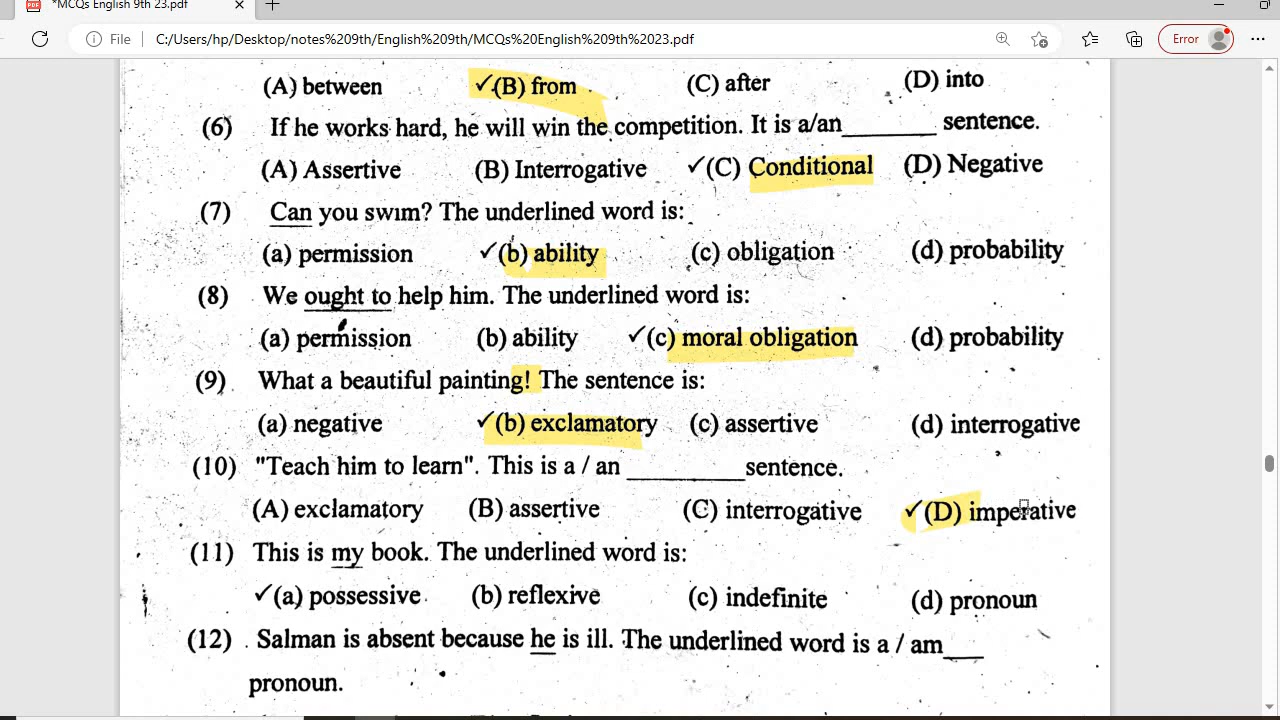 *MCQs English 9th 23.pdf
File C:/Users/hp/Desktop/notes%209th/English%209th/MCQs%20English%209th%2023.pdf Error
(A) between ✓(B) from (C) after (D) into
(6) If he works hard, he will win the competition. It is a/an________ sentence.
(A) Assertive (B) Interrogative ✓(C) Conditional (D) Negative
(7) Can you swim? The underlined word is:
(a) permission ✓(b) ability (c) obligation (d) probability
(8) We ought to help him. The underlined word is:
(a) permission (b) ability ✓(c) moral obligation (d) probability
(9) What a beautiful painting! The sentence is:
(a) negative ✓(b) exclamatory (c) assertive (d) interrogative
(10) "Teach him to learn". This is a / an _________sentence.
(A) exclamatory (B) assertive (C) interrogative ✓(D) imperative
(11) This is my book. The underlined word is:
✓(a) possessive (b) reflexive (c) indefinite (d) pronoun
(12) Salman is absent because he is ill. The underlined word is a / am___
pronoun.